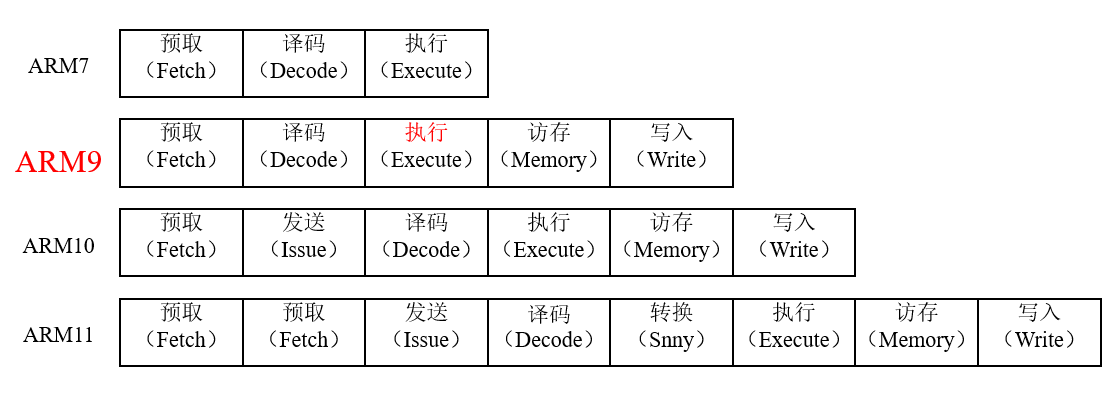 预取 译码 执行
ARM7 （Fetch） （Decode） （Execute）
预取 译码 执行 访存 写入
ARM9 （Fetch） （Decode） （Execute） （Memory） （Write）
预取 发送 译码 执行 访存 写入
ARM10 （Fetch） （Issue） （Decode） （Execute） （Memory） （Write）
预取 预取 发送 译码 转换 执行 访存 写入
ARM11 （Fetch） （Fetch） （Issue） （Decode） （Snny） （Execute） （Memory） （Write）